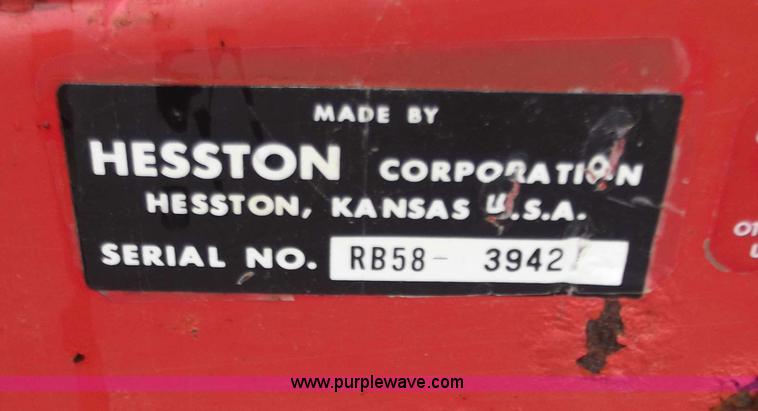 MADE BY
HESSTON CORPORATION
HESSTON, KANSAS U.S.A.
SERIAL NO. RB58- 3942
www.purplewave.com